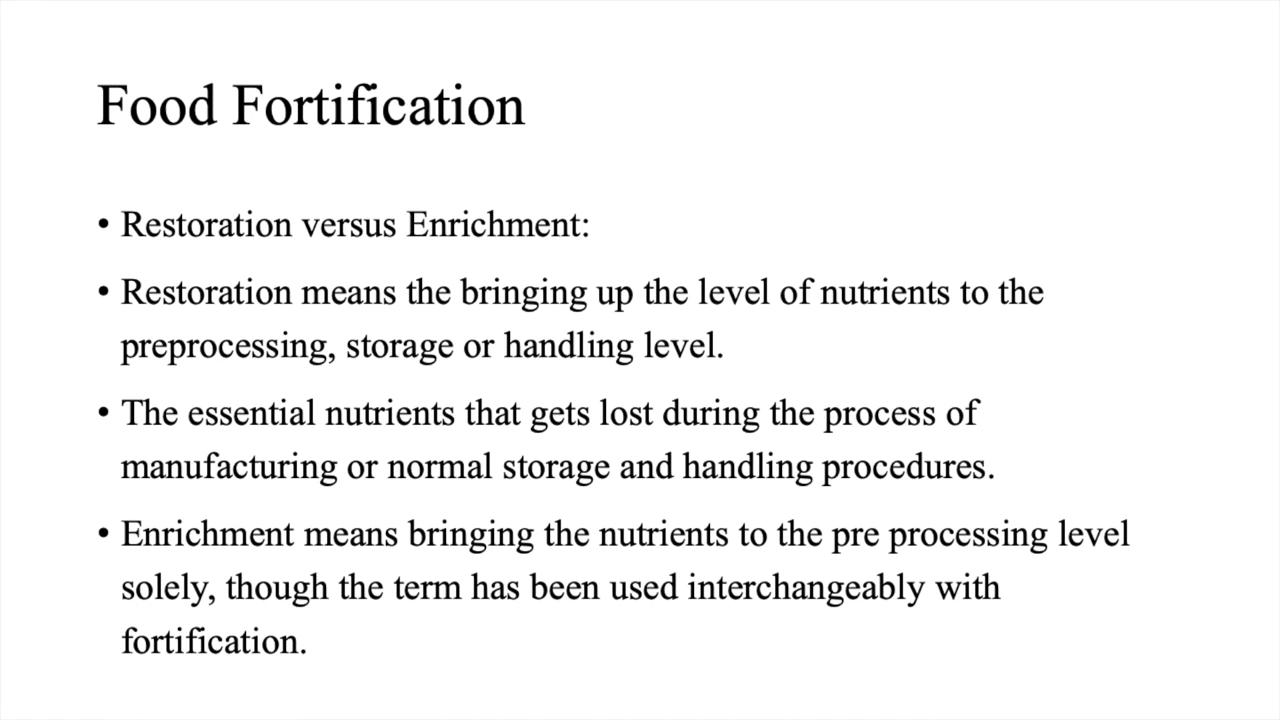 Food Fortification
• Restoration versus Enrichment:
• Restoration means the bringing up the level of nutrients to the
preprocessing, storage or handling level.
• The essential nutrients that gets lost during the process of
manufacturing or normal storage and handling procedures.
• Enrichment means bringing the nutrients to the pre processing level
solely, though the term has been used interchangeably with
fortification.